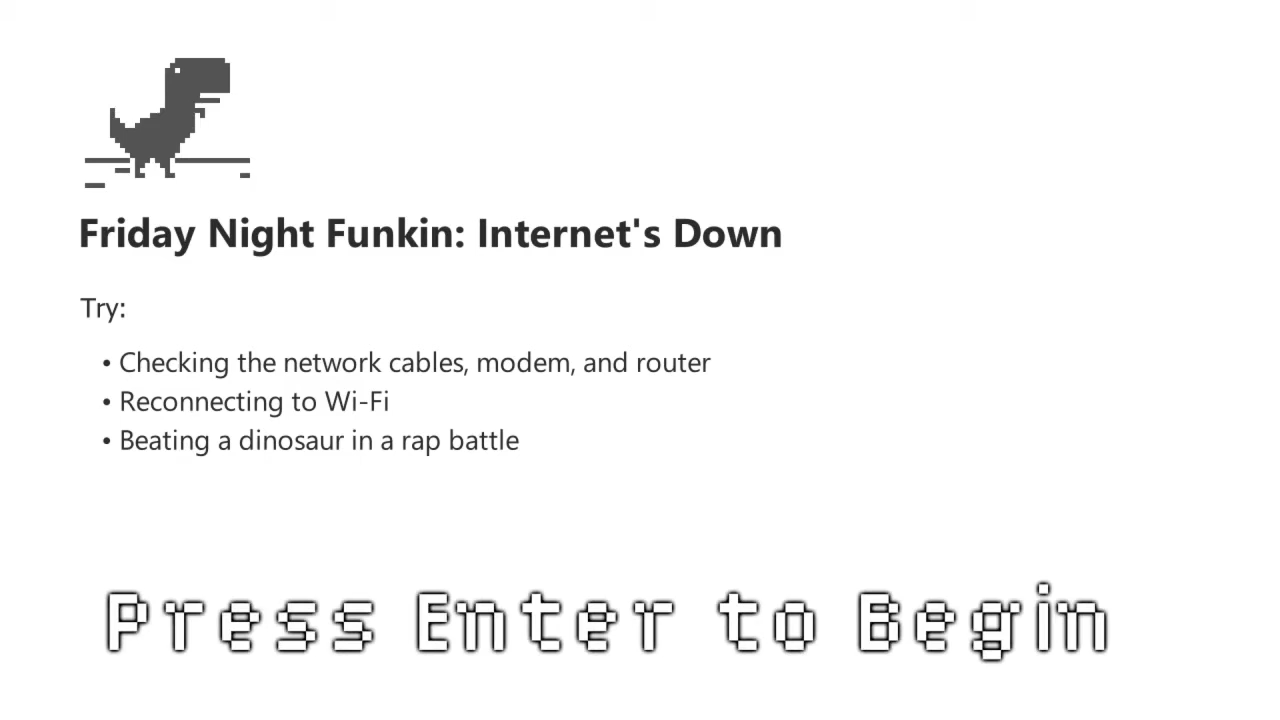 Friday Night Funkin: Internet's Down
Try:
• Checking the network cables, modem, and router
• Reconnecting to Wi-Fi
• Beating a dinosaur in a rap battle
Press Enter to Begin